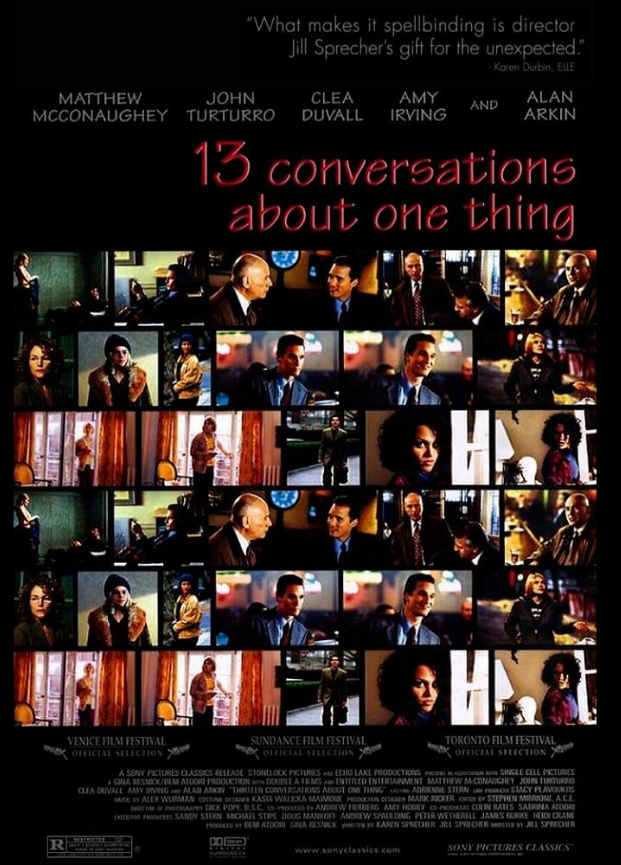 "What makes it spellbinding is director
Jill Sprecher's gift for the unexpected."
- Karen Durbin, ELLE
MATTHEW MCCONAUGHEY JOHN TURTURRO CLEA DUVALL AMY IRVING AND ALAN ARKIN
13 conversations
about one thing
VENICE FILM FESTIVAL SUNDANCE FILM FESTIVAL TORONTO FILM FESTIVAL
OFFICIAL SELECTION OFFICIAL SELECTION OFFICIAL SELECTION
A SONY PICTURES CLASSICS RELEASE STONELOCK PICTURES AND ECHO LAKE PRODUCTIONS PRESENT IN ASSOCIATION WITH SINGLE CELL PICTURES
A GINA RESNICK/BENI ATOORI PRODUCTION WITH DOUBLE A FILMS AND ENTITLED ENTERTAINMENT MATTHEW McCONAUGHEY JOHN TURTURRO
CLEA DUVALL AMY IRVING AND ALAN ARKIN "THIRTEEN CONVERSATIONS ABOUT ONE THING" CASTING ADRIENNE STERN LINE PRODUCER STACY PLAVOUKOS
MUSIC BY ALEX WURMAN COSTUME DESIGNER KASIA WALICKA MAIMONE PRODUCTION DESIGNER MARK RICKER EDITED BY STEPHEN MIRRIONE, A.C.E.
DIRECTOR OF PHOTOGRAPHY DICK POPE, B.S.C. CO-PRODUCED BY ANDREW FIERBERG AMY HOBBY CO-PRODUCERS COLIN BATES SABRINA ATOORI
EXECUTIVE PRODUCERS SANDY STERN MICHAEL STIPE DOUG MANKOFF ANDREW SPAULDING PETER WETHERELL JAMES BURKE HEIDI CRANE
PRODUCED BY BENI ATOORI GINA RESNICK WRITTEN BY KAREN SPRECHER JILL SPRECHER DIRECTED BY JILL SPRECHER
R RESTRICTED
DOLBY DIGITAL
www.sonyclassics.com
SONY PICTURES CLASSICS